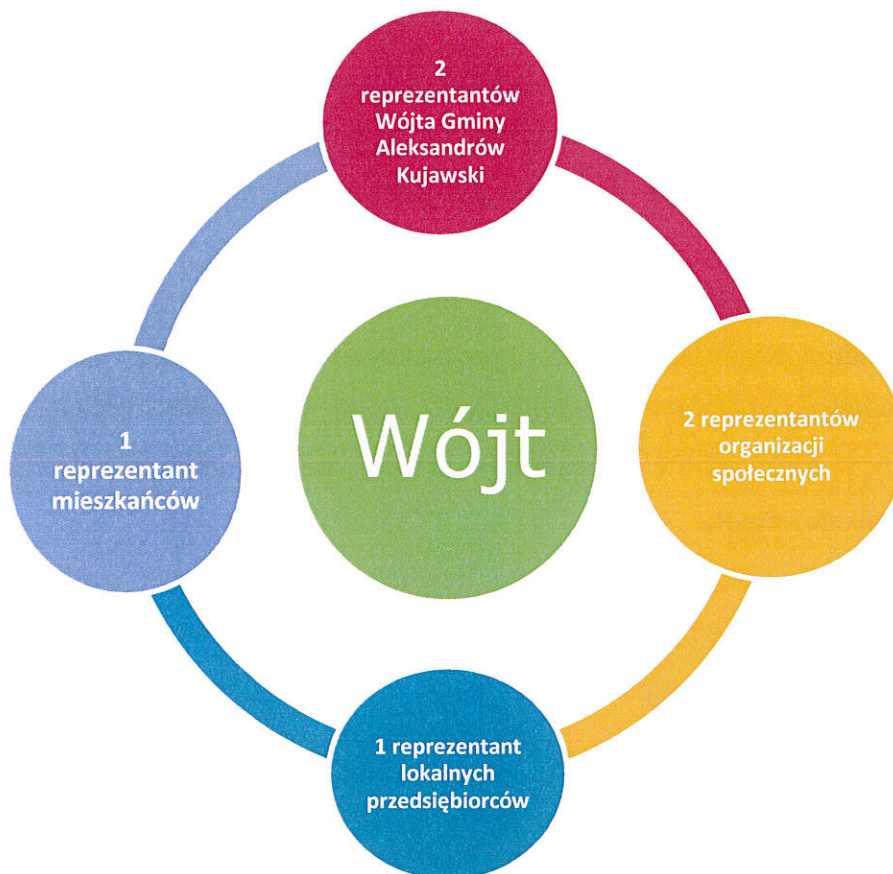 2
reprezentantów
Wójta Gminy
Aleksandrów
Kujawski
Wójt
2 reprezentantów
organizacji
społecznych
1
reprezentant
mieszkańców
1 reprezentant
lokalnych
przedsiębiorców